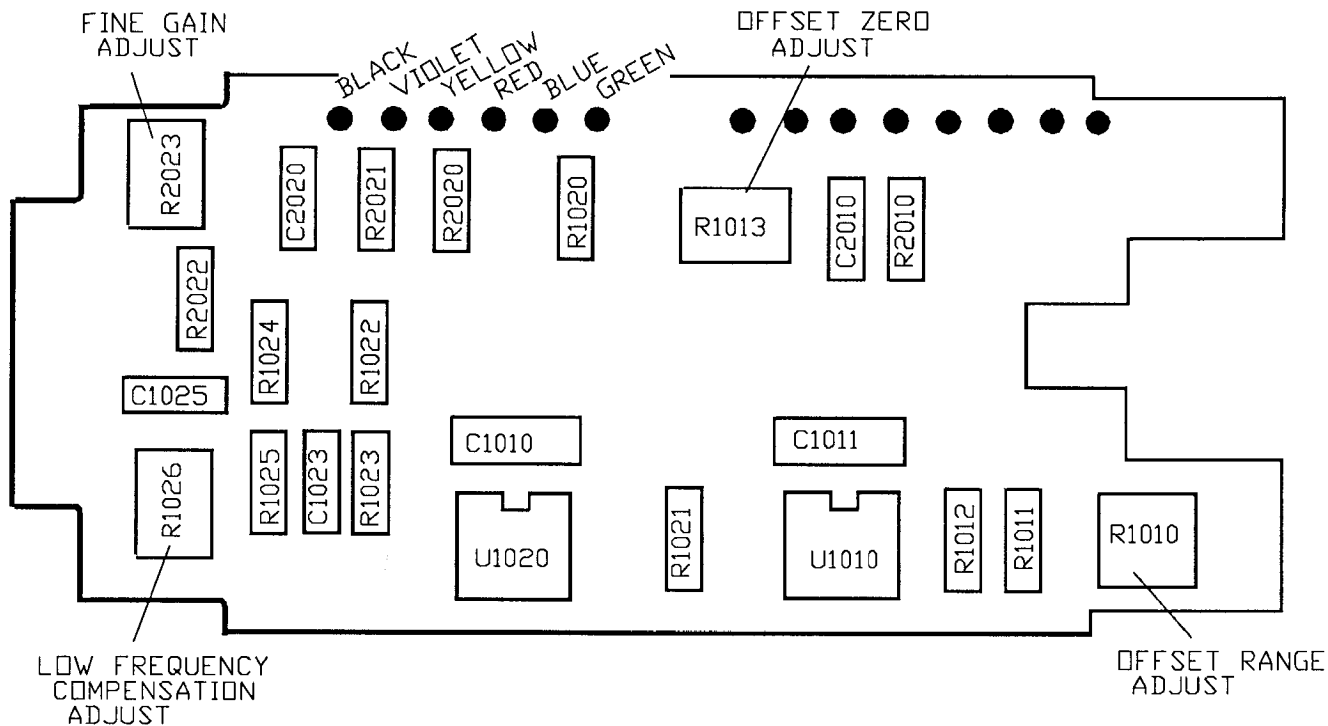 FINE GAIN
ADJUST
OFFSET ZERO
ADJUST
BLACK
VIOLET
YELLOW
RED
BLUE
GREEN
R2023
C2020
R2021
R2020
R1020
R1013
C2010
R2010
R2022
R1024
R1022
C1025
C1010
C1011
R1026
R1025
C1023
R1023
U1020
R1021
U1010
R1012
R1011
R1010
LOW FREQUENCY
COMPENSATION
ADJUST
OFFSET RANGE
ADJUST